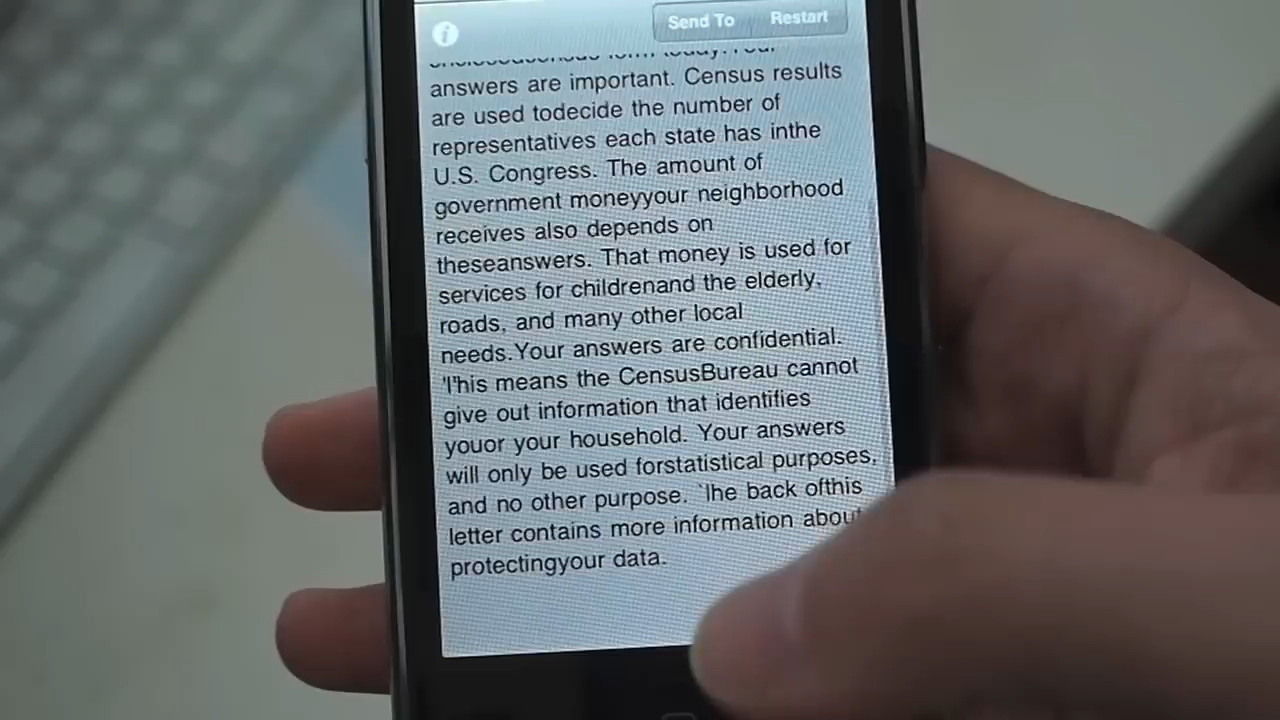 Send To Restart
answers are important. Census results
are used todecide the number of
representatives each state has inthe
U.S. Congress. The amount of
government moneyyour neighborhood
receives also depends on
theseanswers. That money is used for
services for childrenand the elderly,
roads, and many other local
needs.Your answers are confidential.
'l'his means the CensusBureau cannot
give out information that identifies
youor your household. Your answers
will only be used forstatistical purposes,
and no other purpose. `lhe back ofthis
letter contains more information about
protectingyour data.